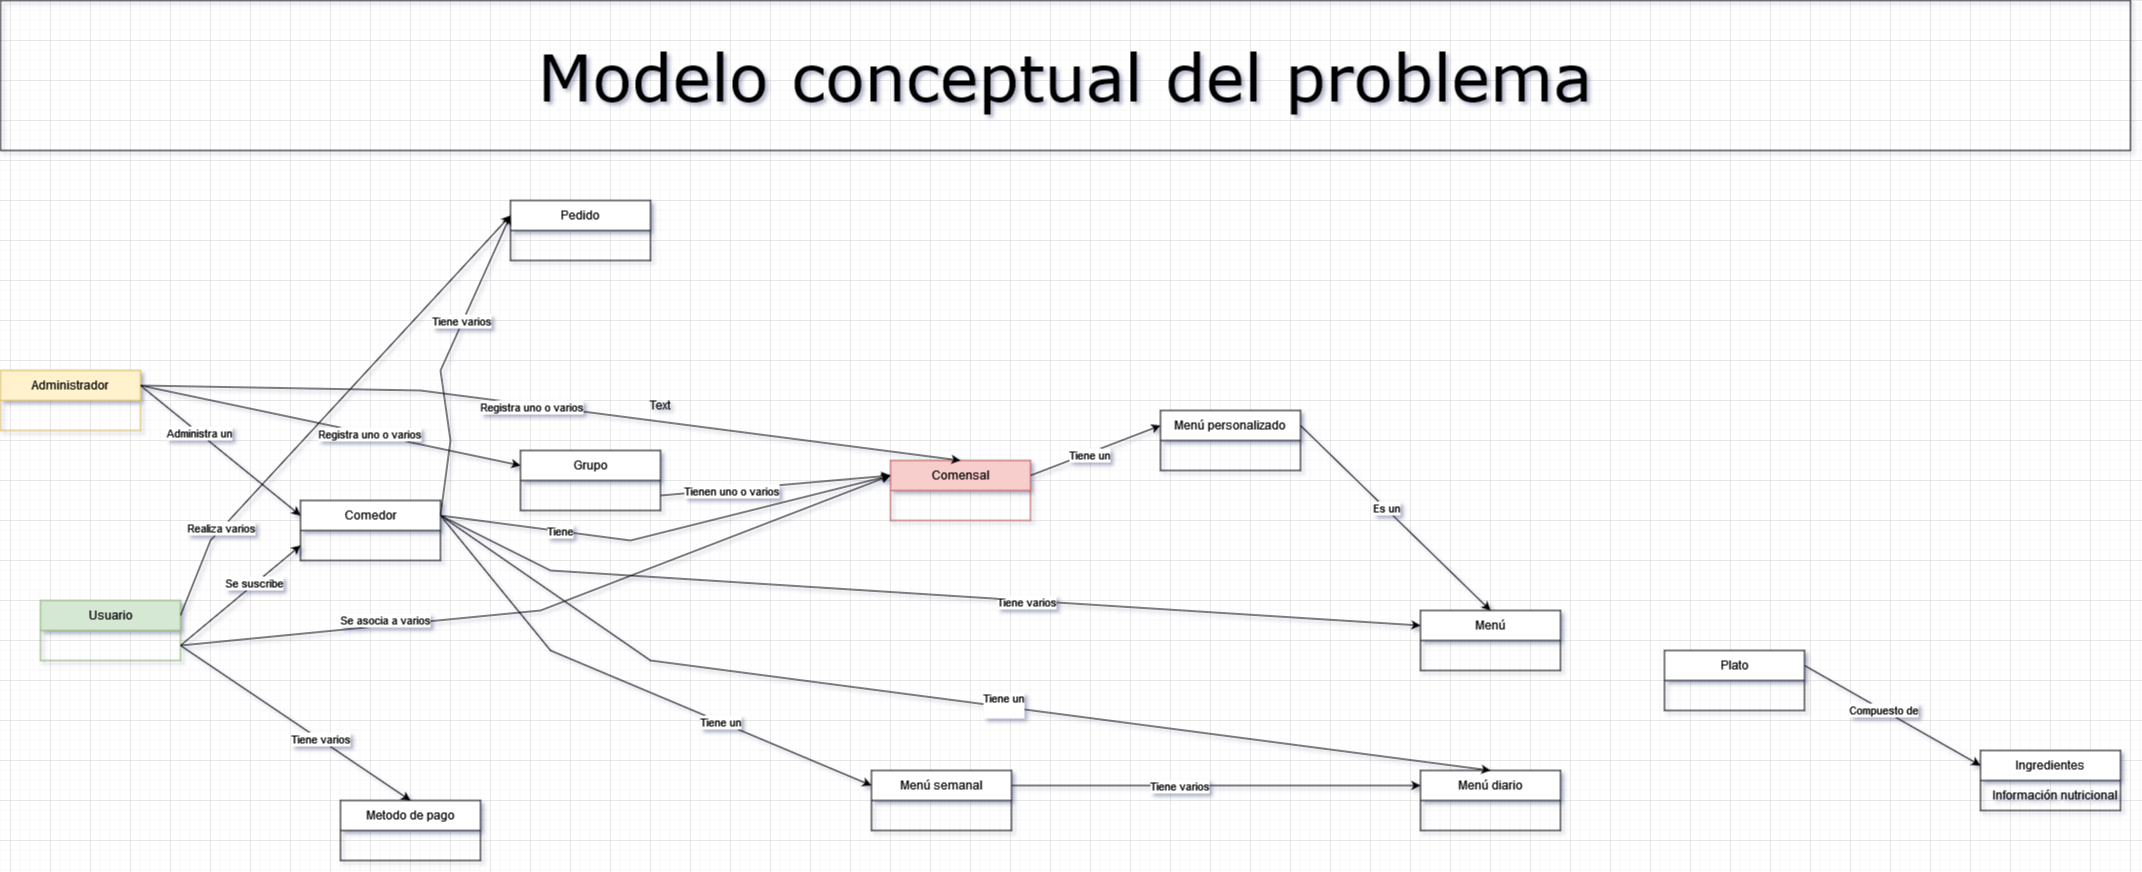 Modelo conceptual del problema
Pedido
Tiene varios
Administrador
Registra uno o varios
Text
Administra un
Registra uno o varios
Grupo
Tienen uno o varios
Comensal
Tiene un
Menú personalizado
Es un
Comedor
Realiza varios
Tiene
Se suscribe
Usuario
Se asocia a varios
Tiene varios
Menú
Plato
Compuesto de
Tiene un
Tiene un
Tiene varios
Menú semanal
Tiene varios
Menú diario
Ingredientes
Información nutricional
Metodo de pago